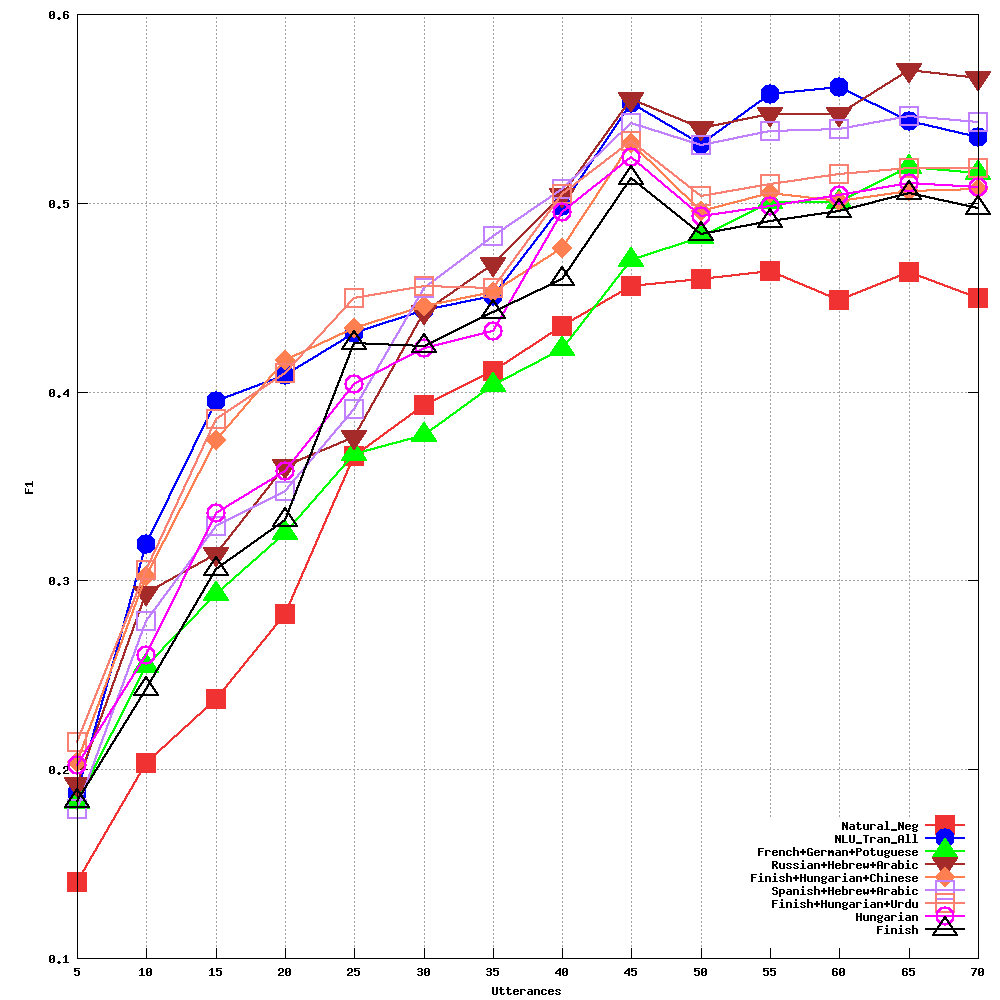 0.6
0.5
0.4
F1
0.3
0.2
Natural_Neg
NLU_Tran_All
French+German+Potuguese
Russian+Hebrew+Arabic
Finish+Hungarian+Chinese
Spanish+Hebrew+Arabic
Finish+Hungarian+Urdu
Hungarian
Finish
0.1
5 10 15 20 25 30 35 40 45 50 55 60 65 70
Utterances